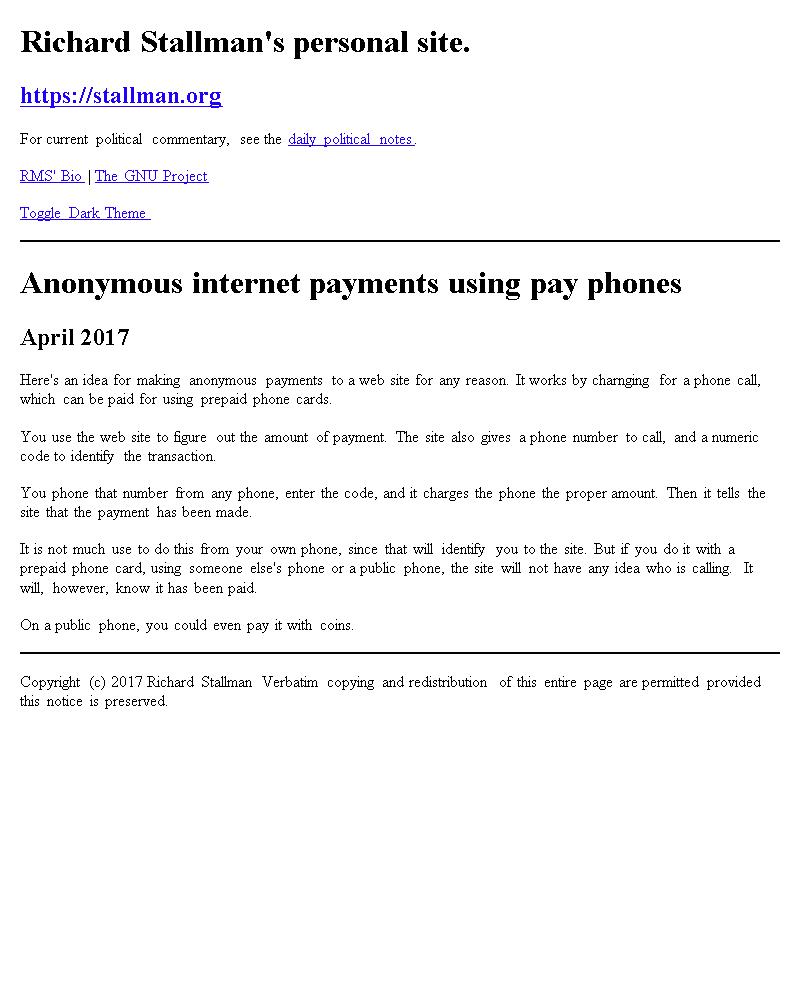 Richard Stallman's personal site.
https://stallman.org
For current political commentary, see the daily political notes.
RMS' Bio | The GNU Project
Toggle Dark Theme
Anonymous internet payments using pay phones
April 2017
Here's an idea for making anonymous payments to a web site for any reason. It works by charnging for a phone call,
which can be paid for using prepaid phone cards.
You use the web site to figure out the amount of payment. The site also gives a phone number to call, and a numeric
code to identify the transaction.
You phone that number from any phone, enter the code, and it charges the phone the proper amount. Then it tells the
site that the payment has been made.
It is not much use to do this from your own phone, since that will identify you to the site. But if you do it with a
prepaid phone card, using someone else's phone or a public phone, the site will not have any idea who is calling. It
will, however, know it has been paid.
On a public phone, you could even pay it with coins.
Copyright (c) 2017 Richard Stallman Verbatim copying and redistribution of this entire page are permitted provided
this notice is preserved.